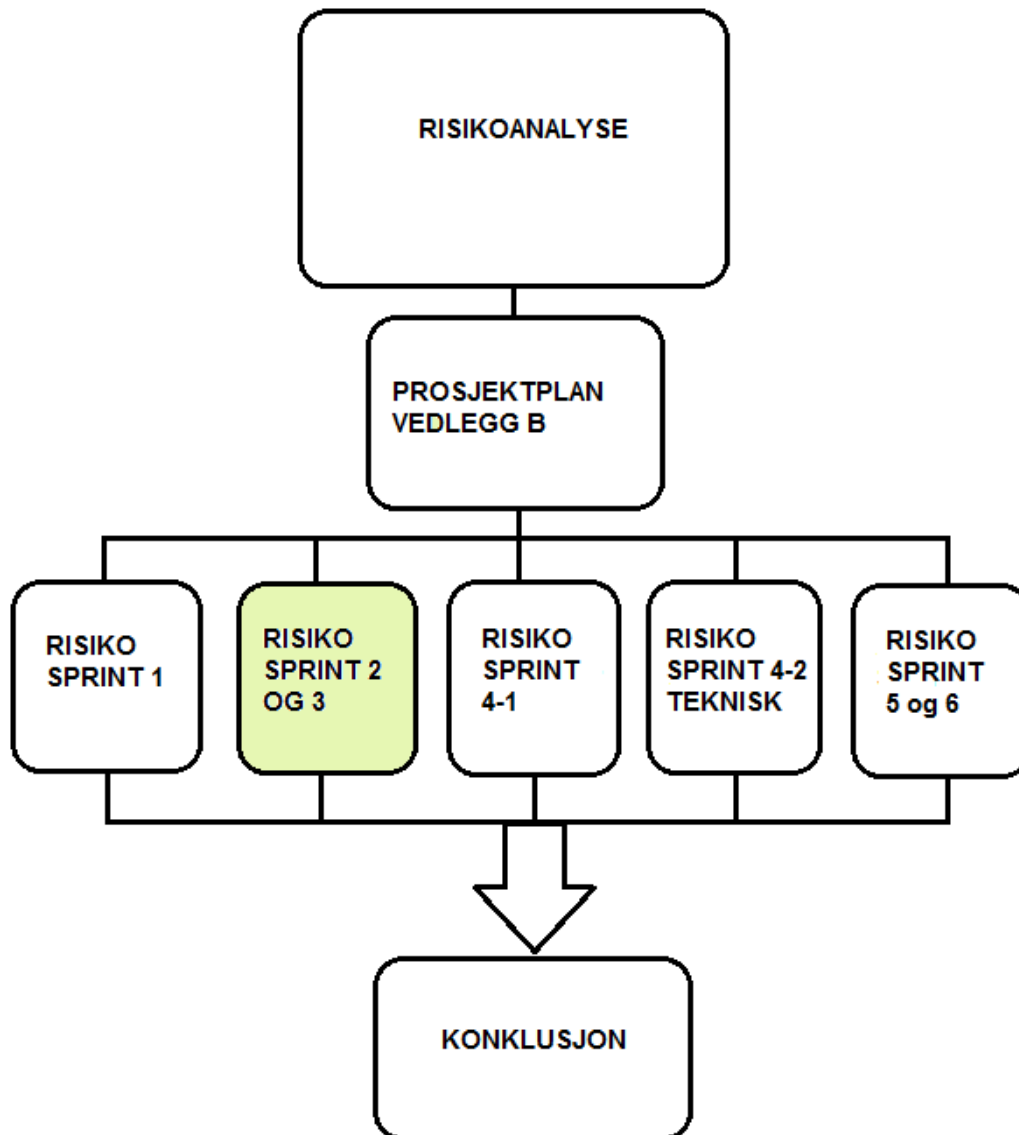 RISIKOANALYSE
PROSJEKTPLAN
VEDLEGG B
RISIKO
SPRINT 1
RISIKO
SPRINT 2
OG 3
RISIKO
SPRINT
4-1
RISIKO
SPRINT 4-2
TEKNISK
RISIKO
SPRINT
5 og 6
KONKLUSJON